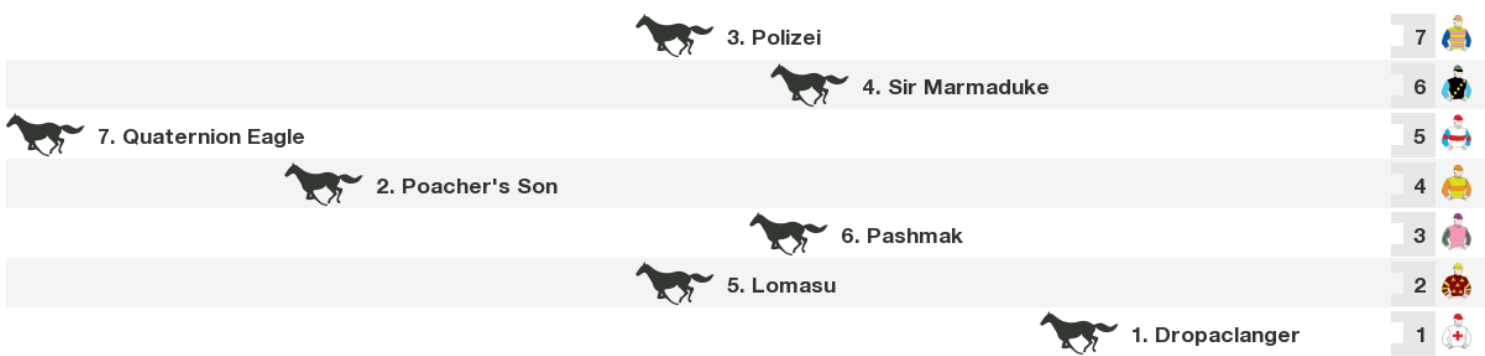 3. Polizei 7
4. Sir Marmaduke 6
7. Quaternion Eagle 5
2. Poacher's Son 4
6. Pashmak 3
5. Lomasu 2
1. Dropaclanger 1